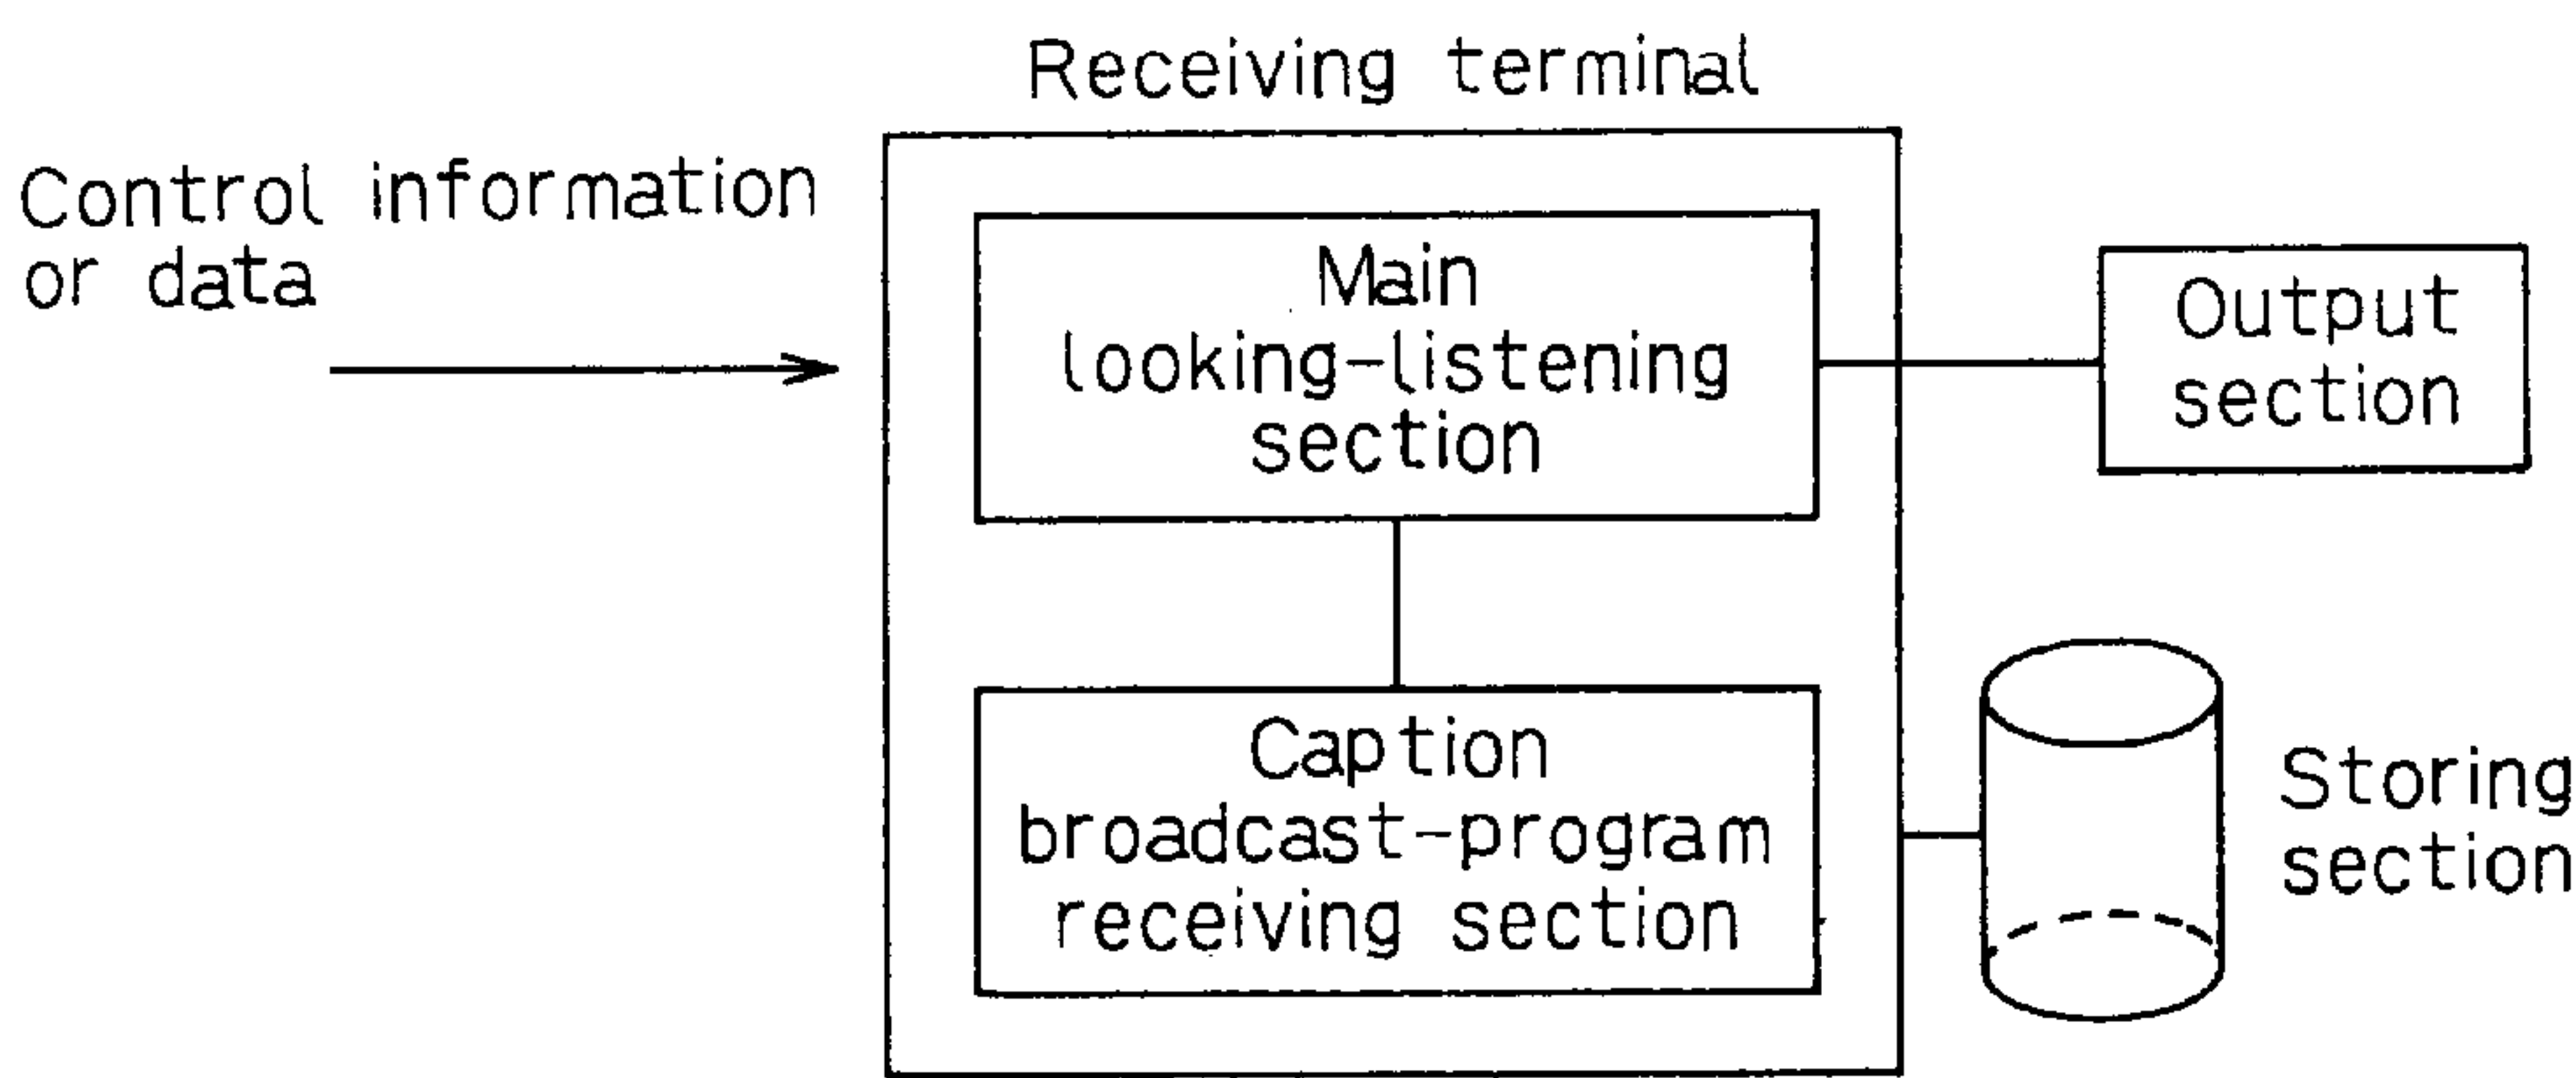 Receiving terminal
Control information
or data
Main
looking-listening
section
Output
section
Caption
broadcast-program
receiving section
Storing
section